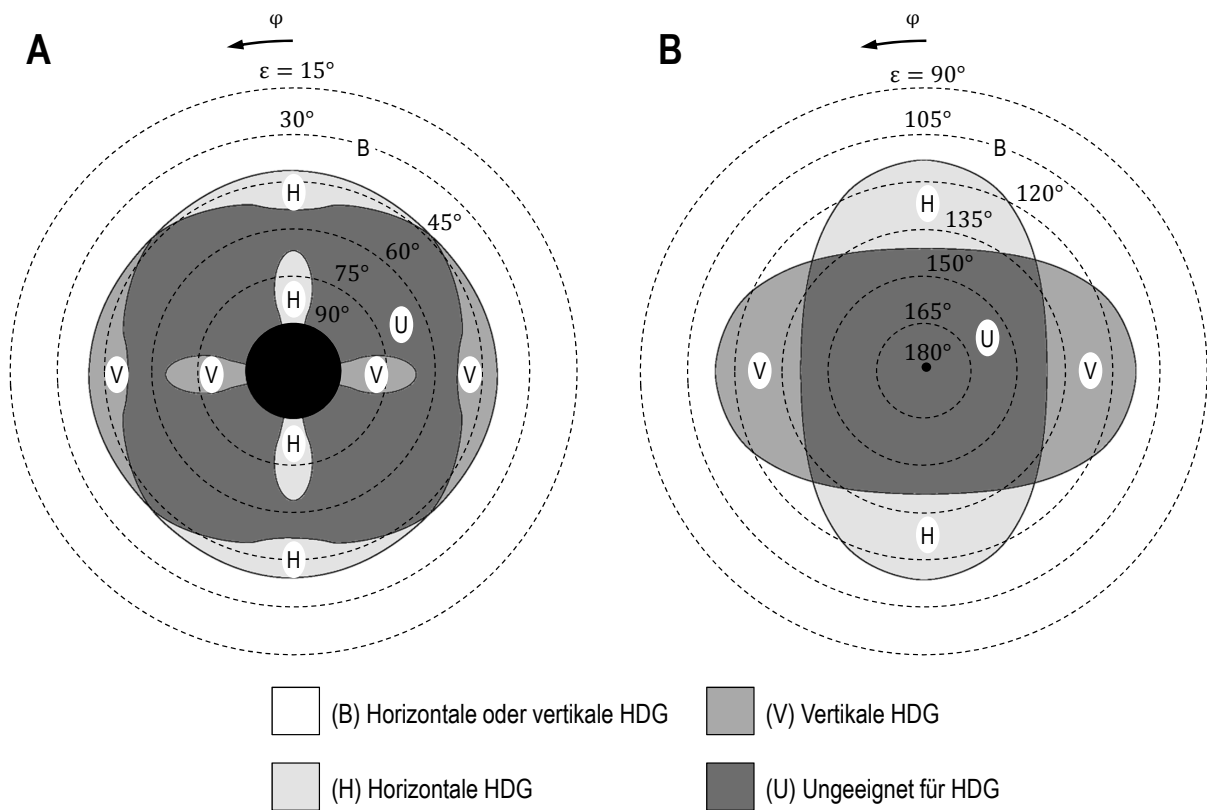 A
φ
ε = 15°
30°
B
H
45°
60°
75°
H
90°
U
V
V
V
V
H
H
B
φ
ε = 90°
105°
B
120°
H
135°
150°
165°
U
180°
V
V
H
(B) Horizontale oder vertikale HDG
(V) Vertikale HDG
(H) Horizontale HDG
(U) Ungeeignet für HDG